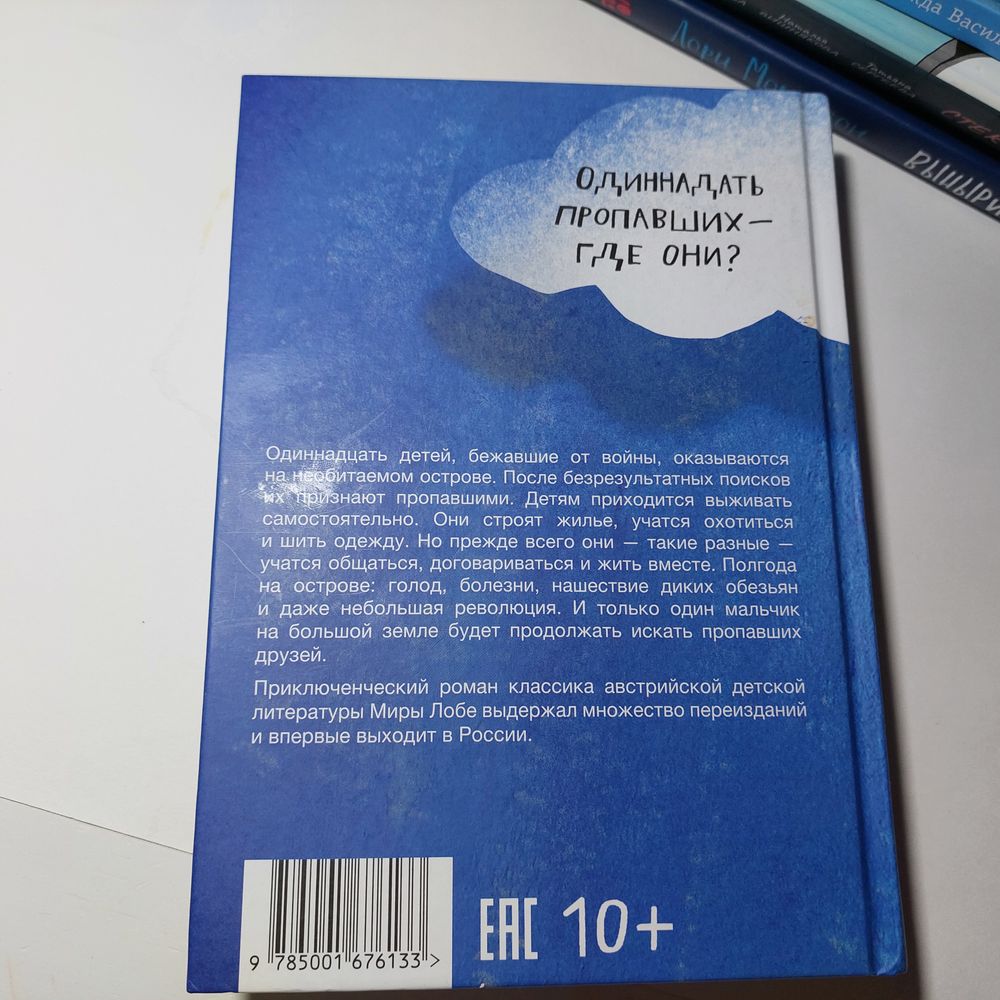 Лори
Наталья
Татьяна
ОДИННАДАТЬ
ПРОПАВШИХ —
ГДЕ ОНИ?
Одиннадцать детей, бежавшие от войны, оказываются
на необитаемом острове. После безрезультатных поисков
их признают пропавшими. Детям приходится выживать
самостоятельно. Они строят жилье, учатся охотиться
и шить одежду. Но прежде всего они — такие разные —
учатся общаться, договариваться и жить вместе. Полгода
на острове: голод, болезни, нашествие диких обезьян
и даже небольшая революция. И только один мальчик
на большой земле будет продолжать искать пропавших
друзей.
Приключенческий роман классика австрийской детской
литературы Миры Лобе выдержал множество переизданий
и впервые выходит в России.
9 785001 676133 >
ЕАС 10+